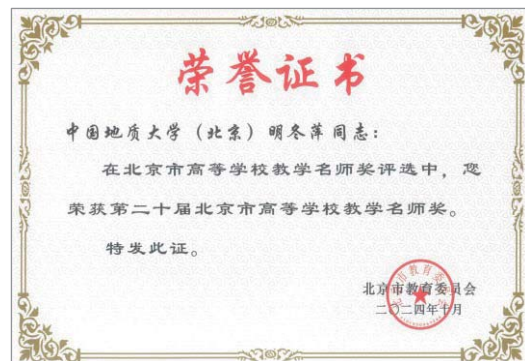 荣誉证书
中国地质大学（北京）明冬萍同志：
在北京市高等学校教学名师奖评选中，您
荣获第二十届北京市高等学校教学名师奖。
特发此证。
北京市教育委员会
二〇二四年十月